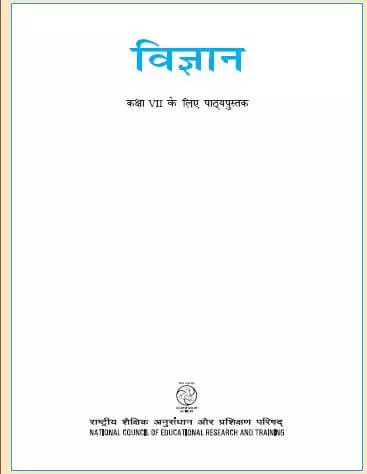 विज्ञान
कक्षा VII के लिए पाठ्यपुस्तक
राष्ट्रीय शैक्षिक अनुसंधान और प्रशिक्षण परिषद्
NATIONAL COUNCIL OF EDUCATIONAL RESEARCH AND TRAINING